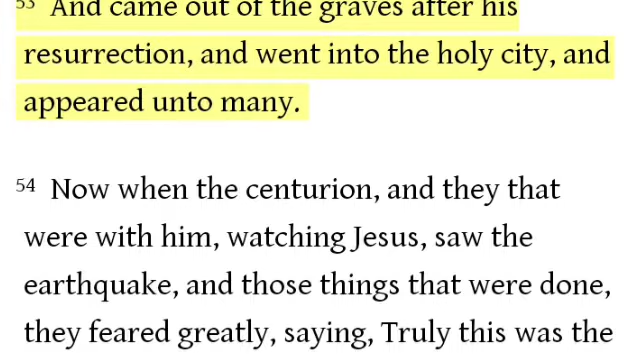 53 And came out of the graves after his
resurrection, and went into the holy city, and
appeared unto many.
54 Now when the centurion, and they that
were with him, watching Jesus, saw the
earthquake, and those things that were done,
they feared greatly, saying, Truly this was the